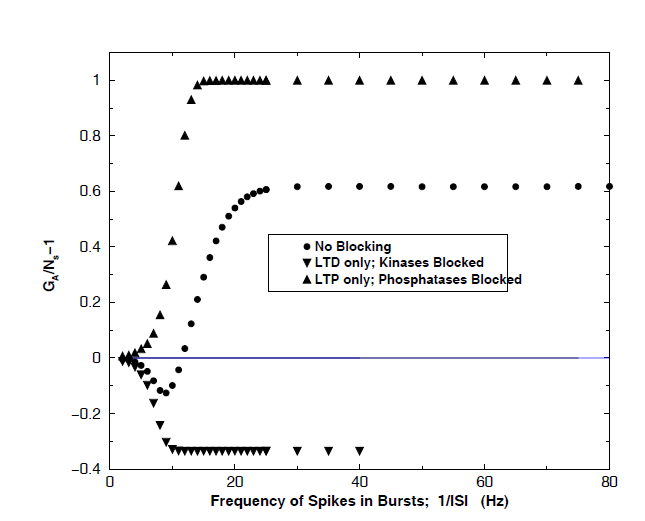 1
0.8
0.6
0.4
0.2
0
−0.2
−0.4
G_A/N_s−1
No Blocking
LTD only; Kinases Blocked
LTP only; Phosphatases Blocked
0 20 40 60 80
Frequency of Spikes in Bursts; 1/ISI (Hz)